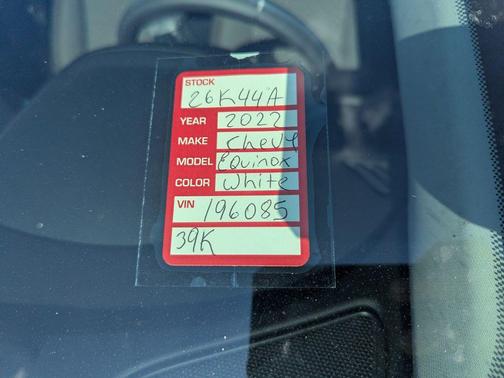 STOCK
26K44A
YEAR 2022
MAKE Chevy
MODEL Equinox
COLOR White
VIN 196085
39K